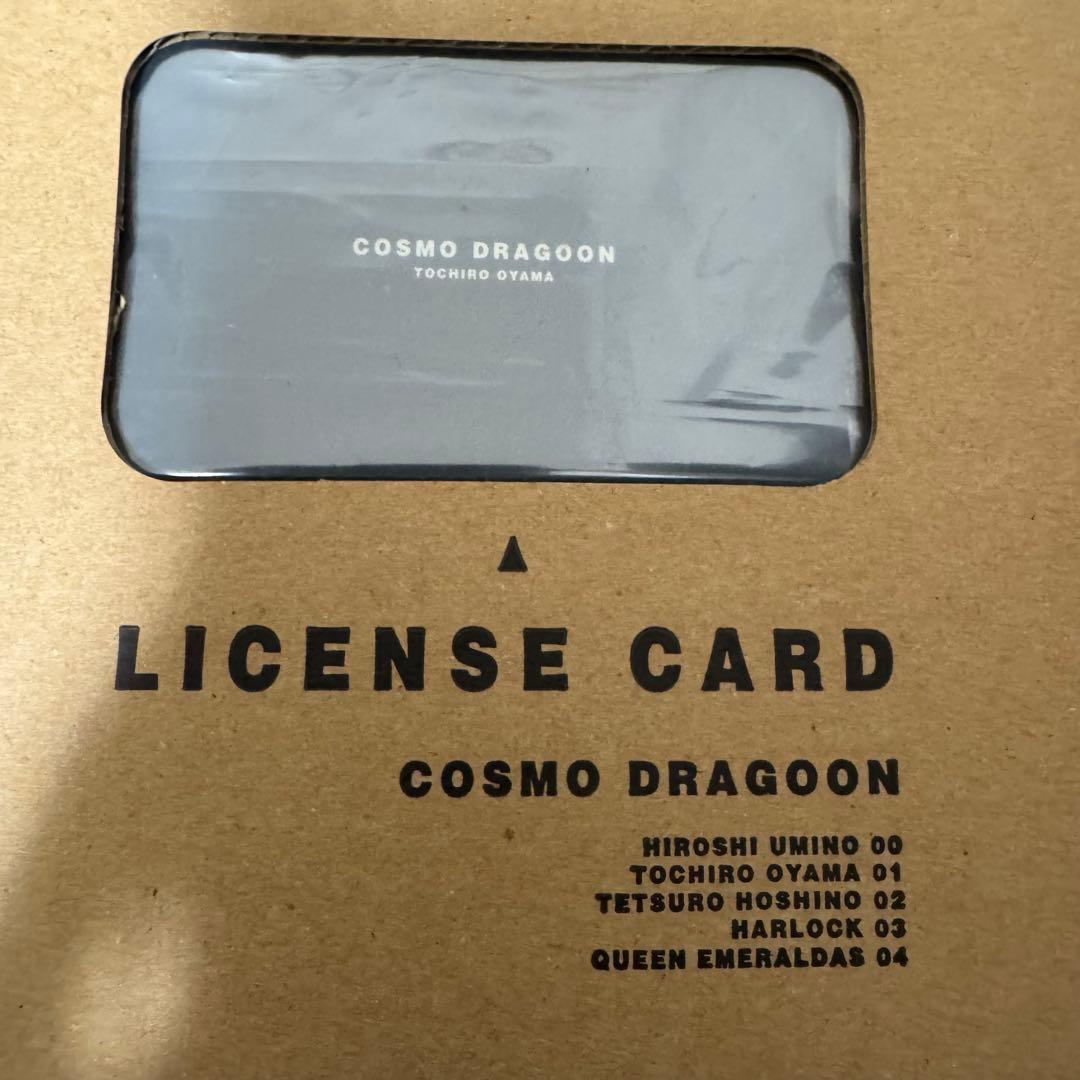 COSMO DRAGOON
TOCHIRO OYAMA
LICENSE CARD
COSMO DRAGOON
HIROSHI UMINO 00
TOCHIRO OYAMA 01
TETSURO HOSHINO 02
HARLOCK 03
QUEEN EMERALDAS 04